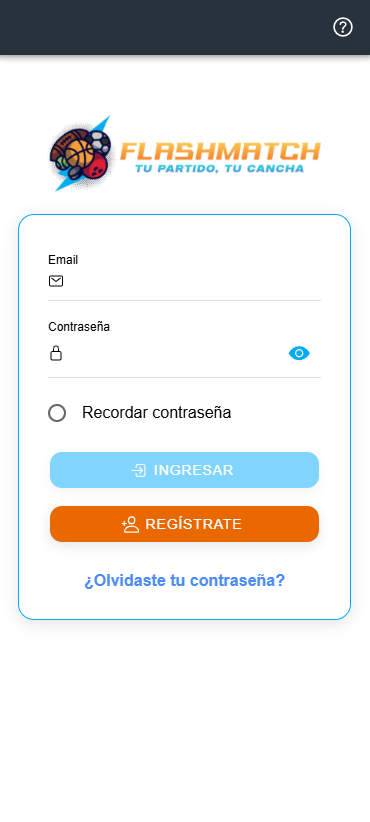 FLASHMATCH
TU PARTIDO, TU CANCHA
Email
Contraseña
Recordar contraseña
INGRESAR
REGÍSTRATE
¿Olvidaste tu contraseña?